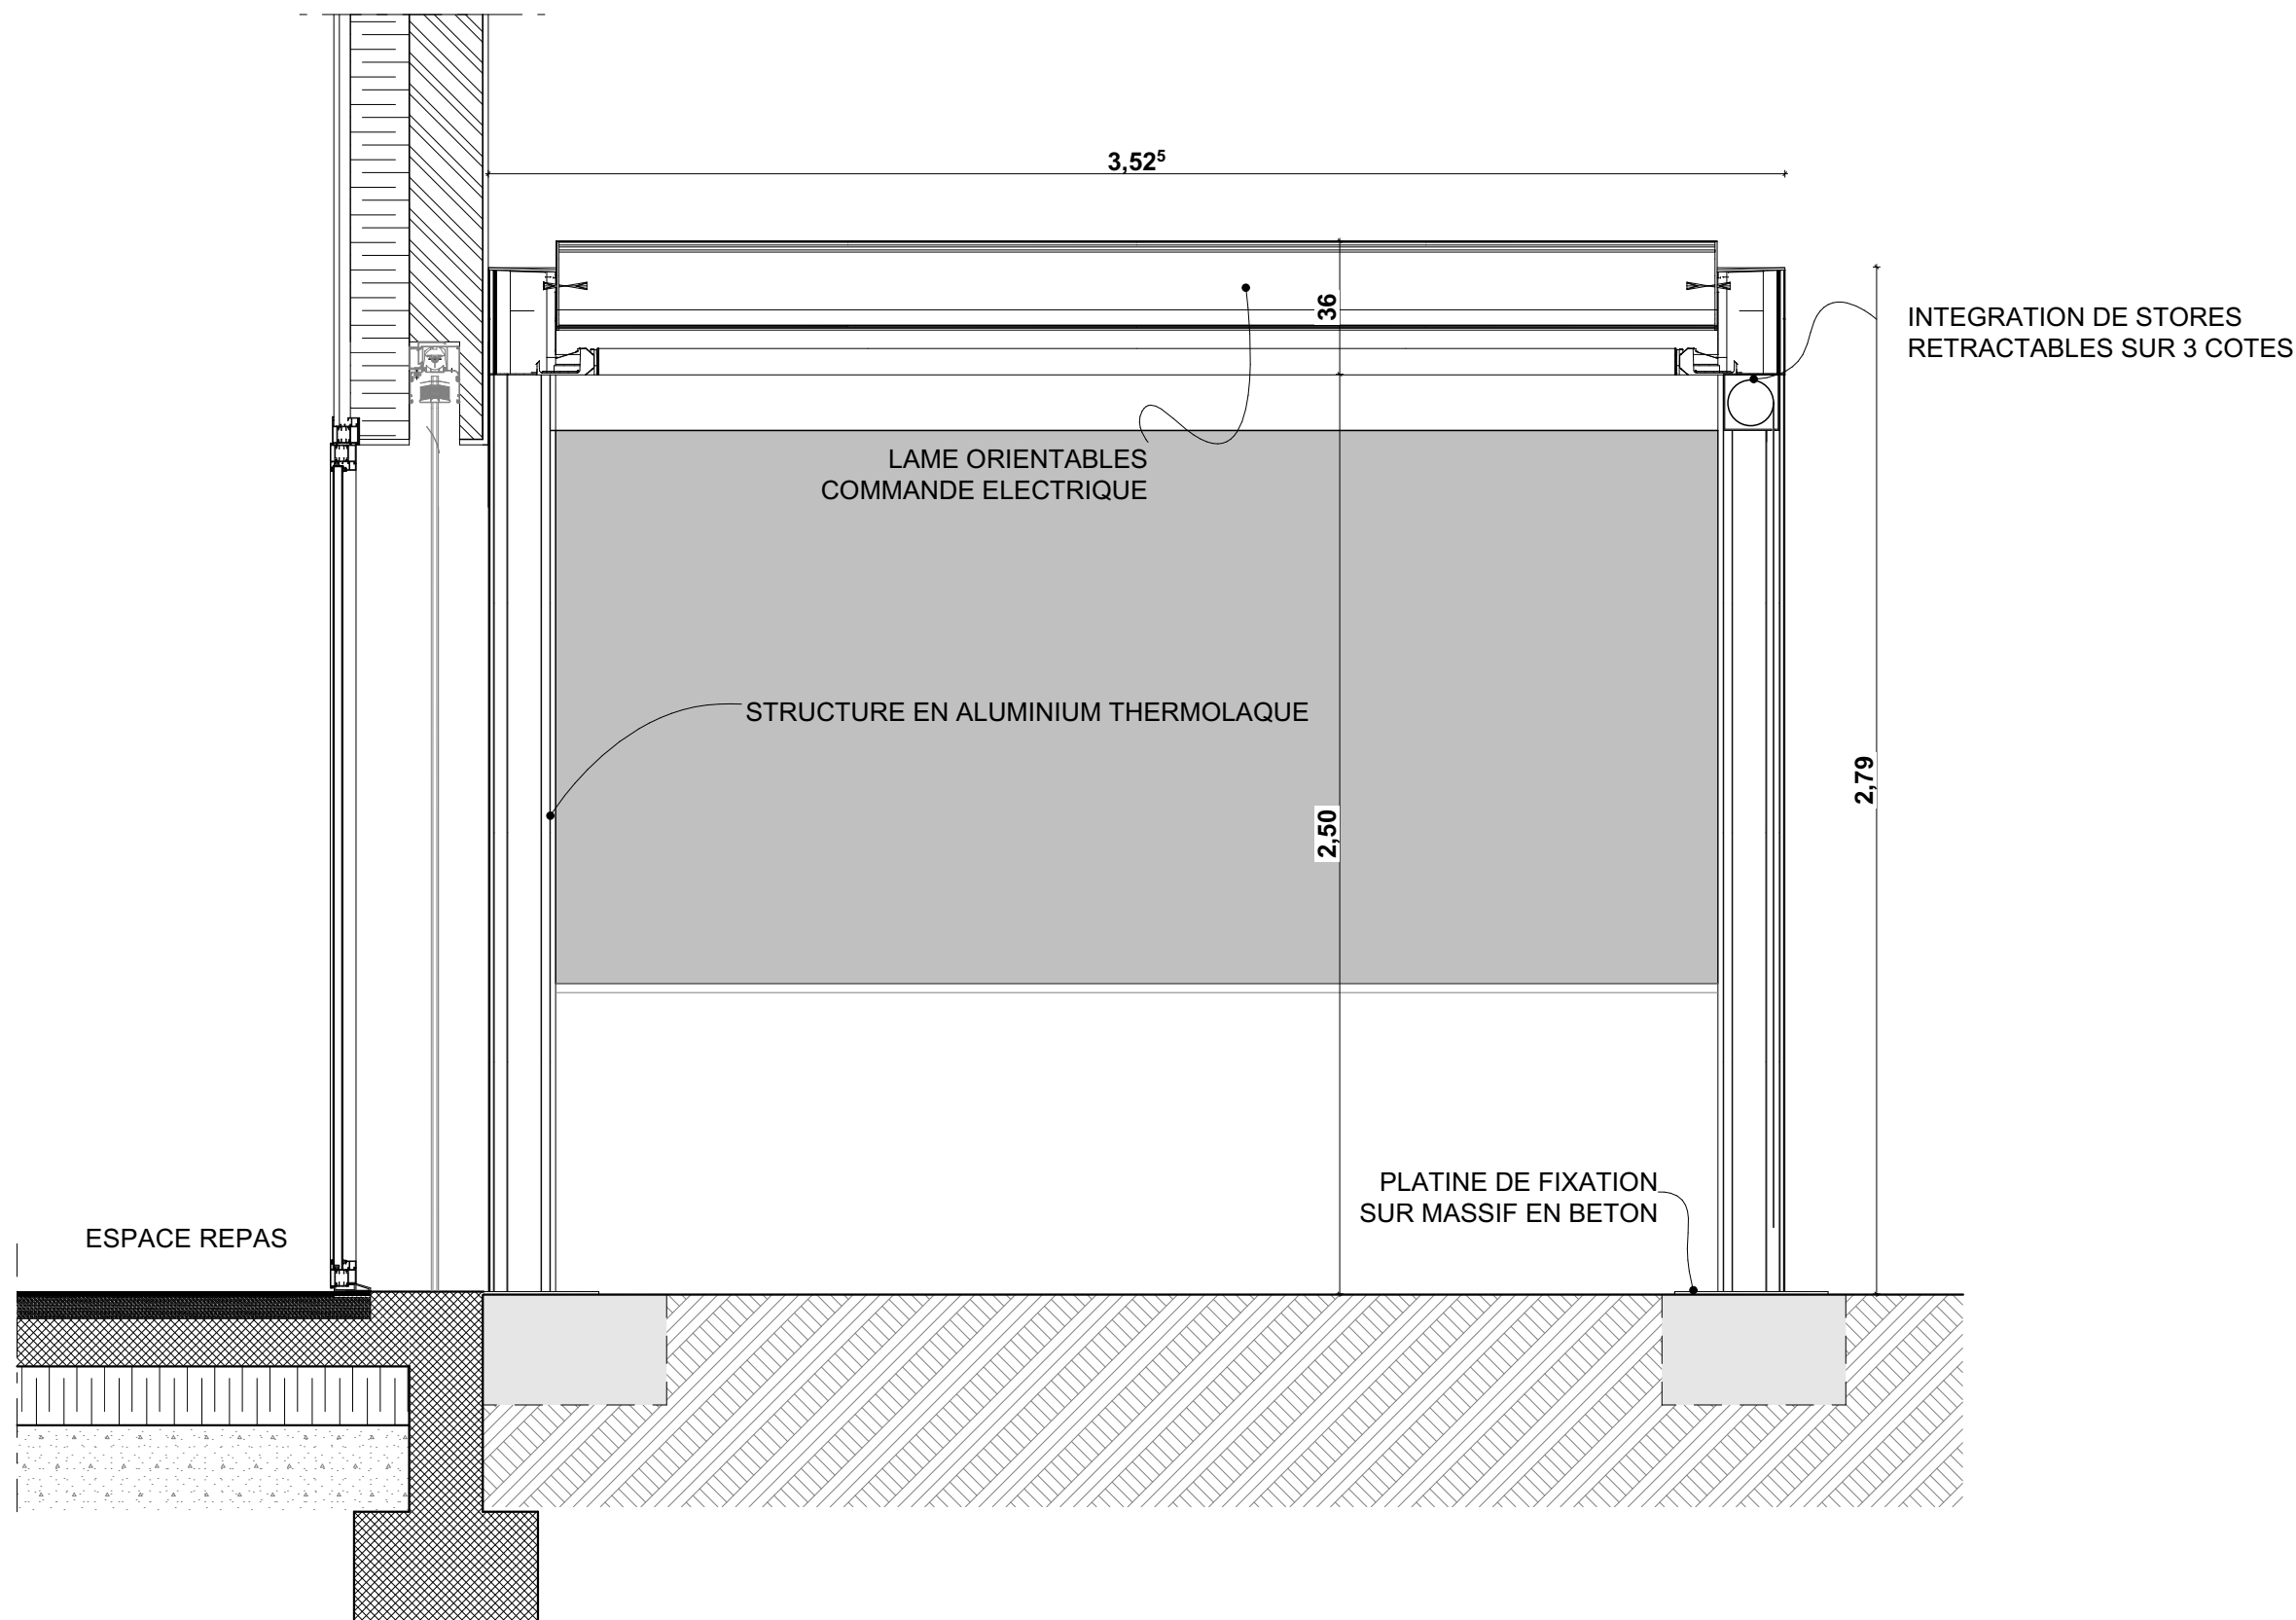 3,52⁵
36
INTEGRATION DE STORES
RETRACTABLES SUR 3 COTES
LAME ORIENTABLES
COMMANDE ELECTRIQUE
STRUCTURE EN ALUMINIUM THERMOLAQUE
2,79
2,50
PLATINE DE FIXATION
SUR MASSIF EN BETON
ESPACE REPAS